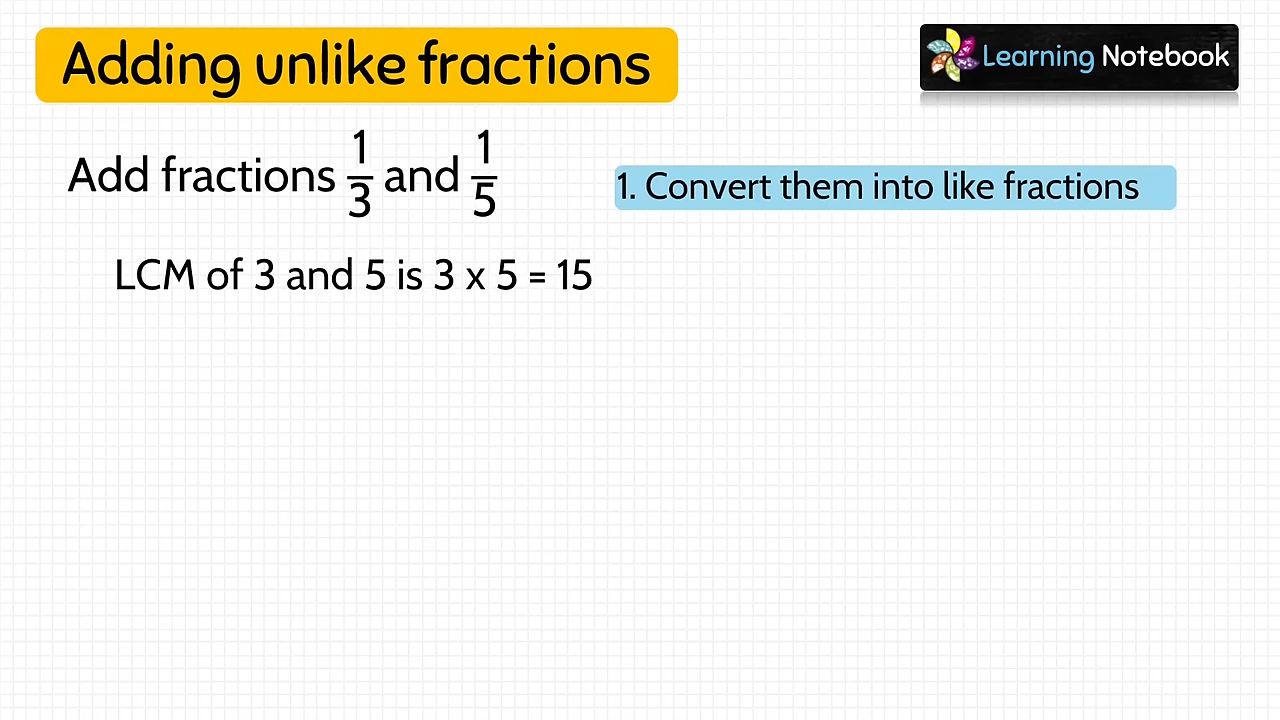 Adding unlike fractions
Learning Notebook
Add fractions 1/3 and 1/5
1. Convert them into like fractions
LCM of 3 and 5 is 3 x 5 = 15